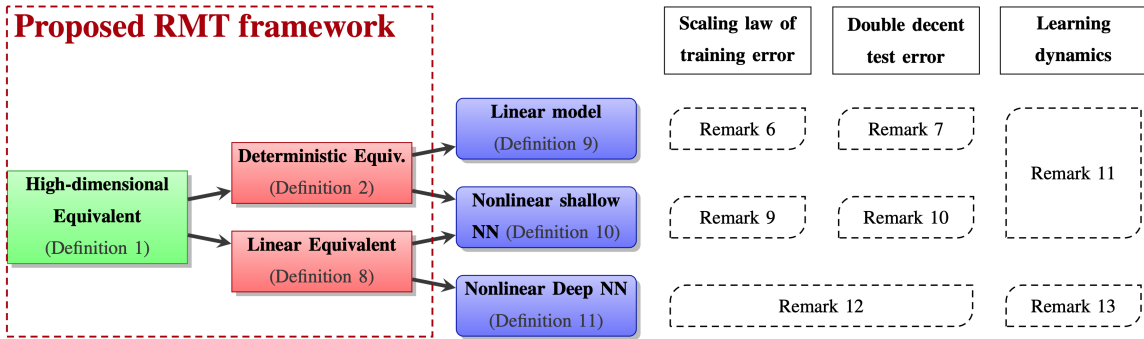 Proposed RMT framework
High-dimensional
Equivalent
(Definition 1)
Deterministic Equiv.
(Definition 2)
Linear Equivalent
(Definition 8)
Linear model
(Definition 9)
Nonlinear shallow
NN (Definition 10)
Nonlinear Deep NN
(Definition 11)
Scaling law of
training error
Double decent
test error
Learning
dynamics
Remark 6
Remark 7
Remark 11
Remark 9
Remark 10
Remark 12
Remark 13